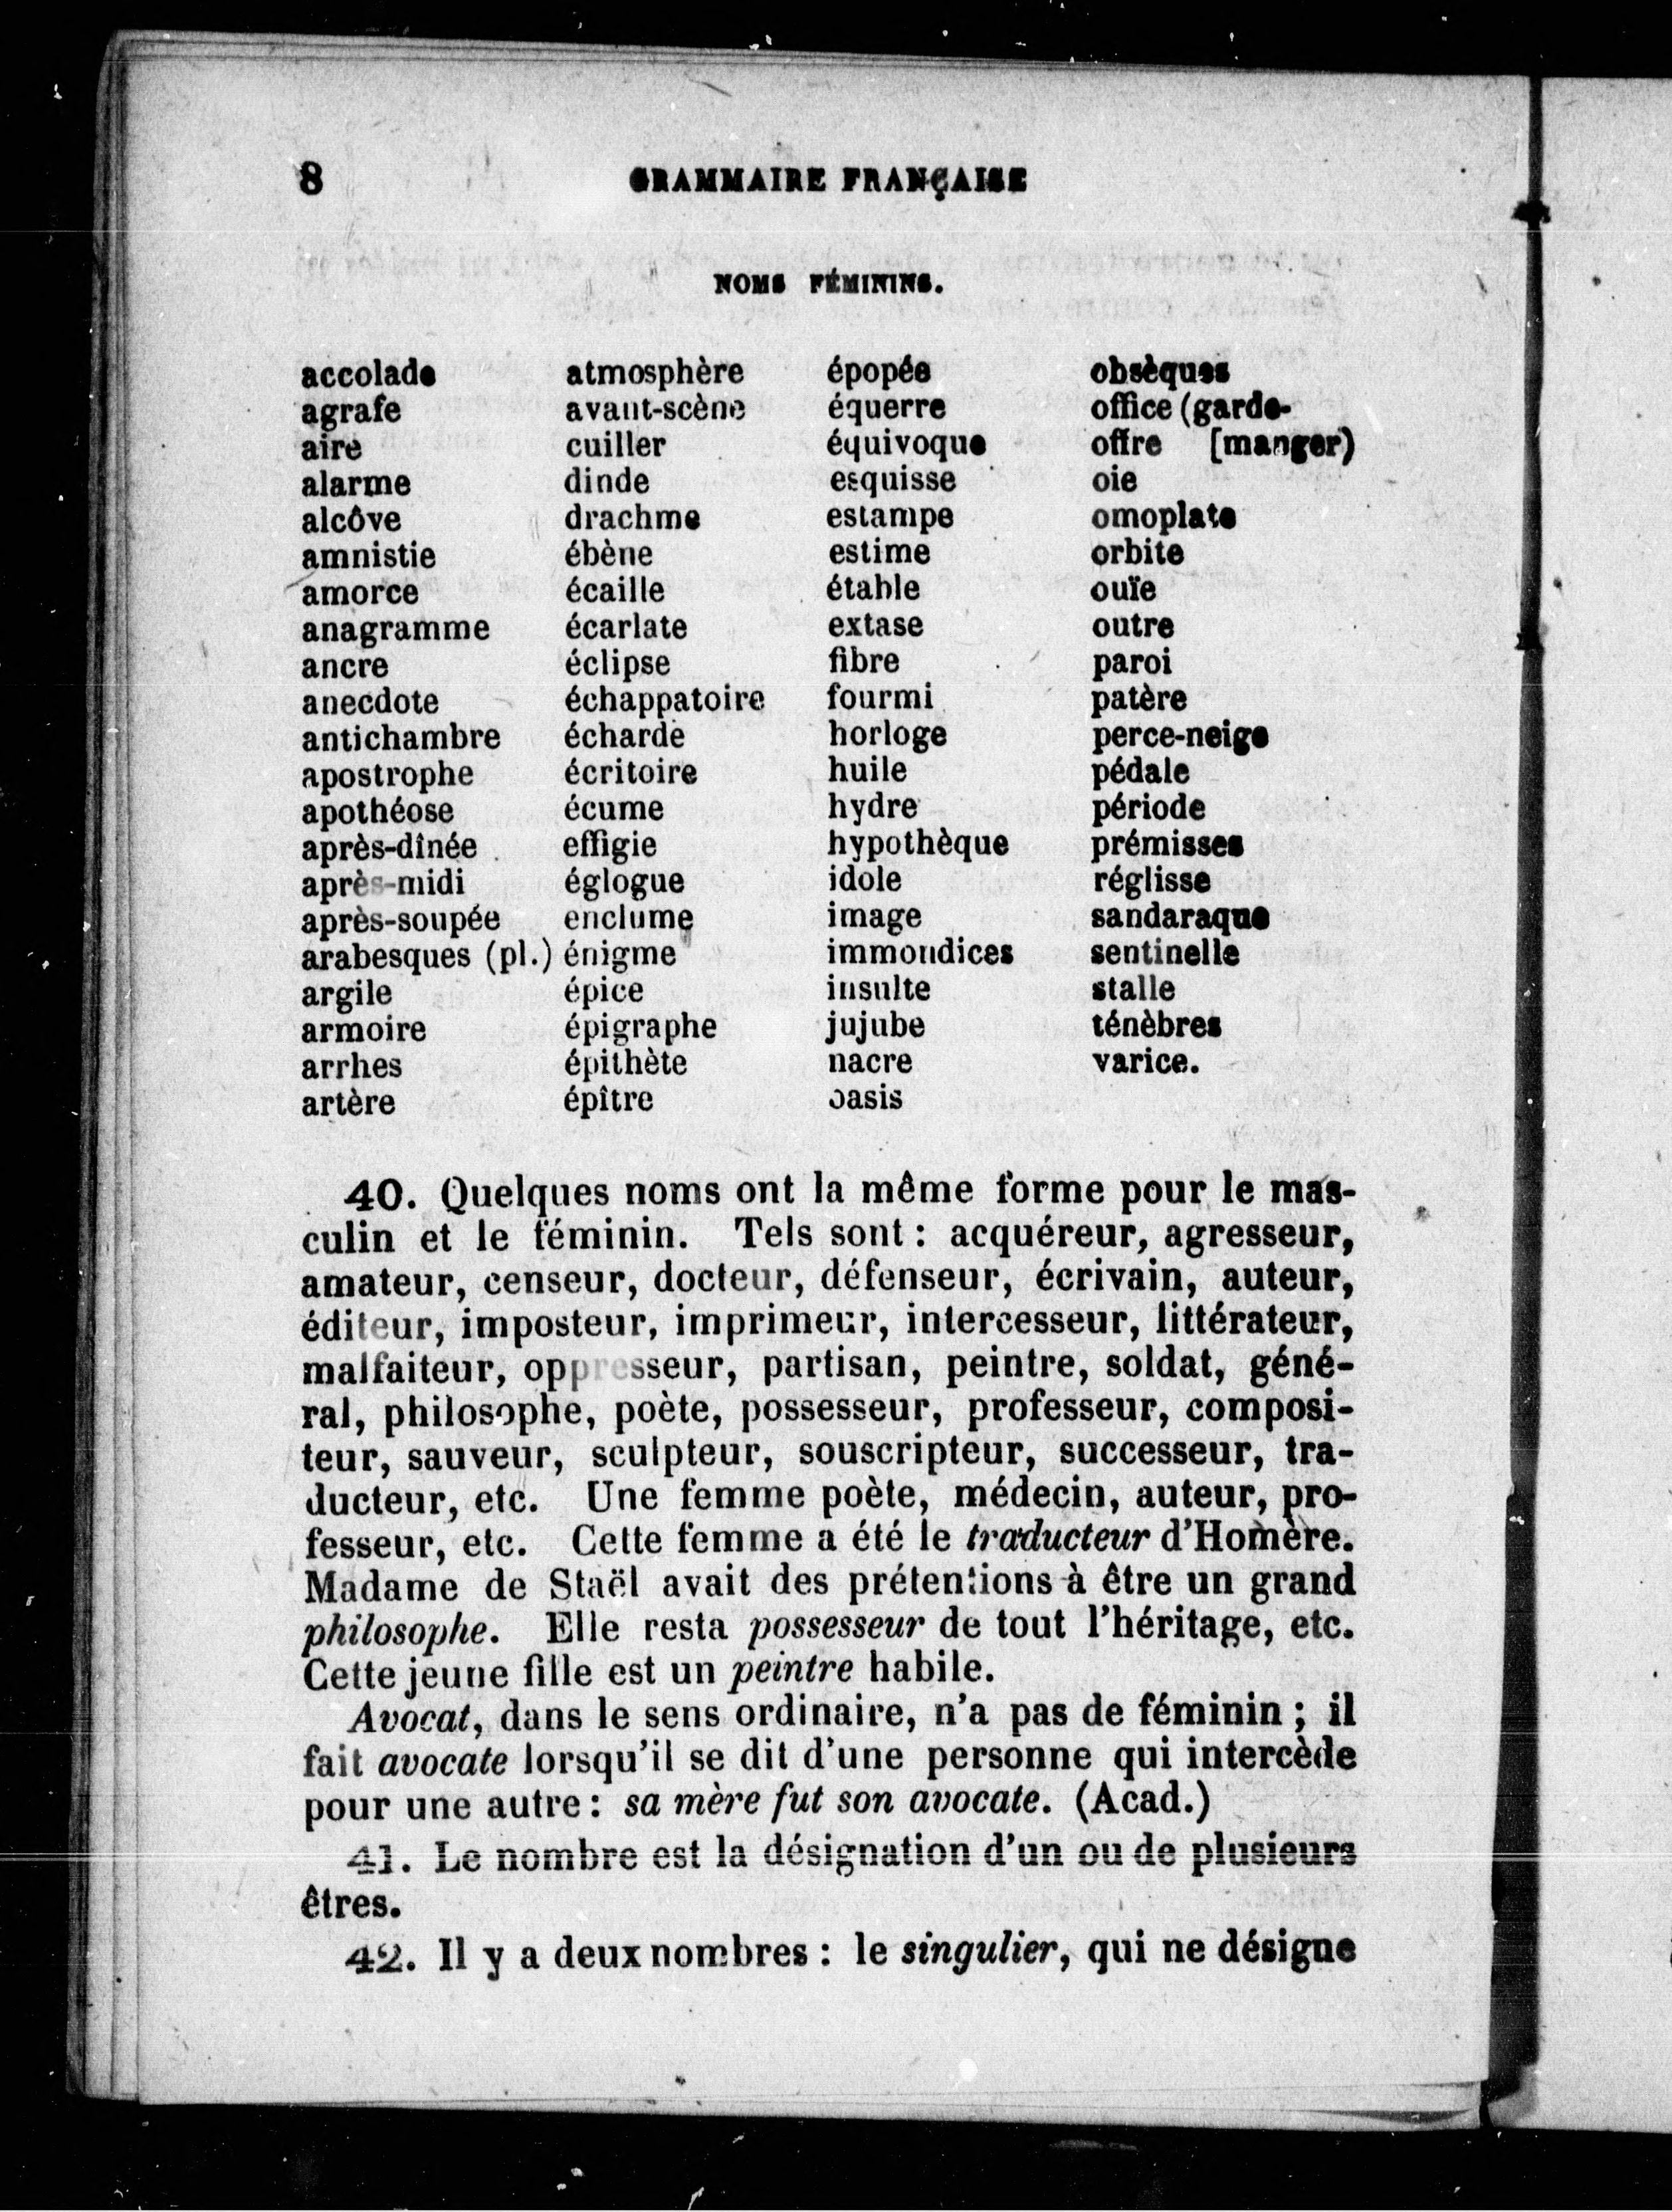 8 GRAMMAIRE FRANÇAISE
NOMS FÉMININS.
accolade atmosphère épopée obsèques
agrafe avant-scène équerre office (garde-
aire cuiller équivoque offre [manger)
alarme dinde esquisse oie
alcôve drachme estampe omoplate
amnistie ébène estime orbite
amorce écaille étable ouïe
anagramme écarlate extase outre
ancre éclipse fibre paroi
anecdote échappatoire fourmi patère
antichambre écharde horloge perce-neige
apostrophe écritoire huile pédale
apothéose écume hydre période
après-dînée effigie hypothèque prémisses
après-midi églogue idole réglisse
après-soupée enclume image sandaraque
arabesques (pl.) énigme immondices sentinelle
argile épice insulte stalle
armoire épigraphe jujube ténèbres
arrhes épithète nacre varice.
artère épître oasis
40. Quelques noms ont la même forme pour le mas-
culin et le féminin. Tels sont : acquéreur, agresseur,
amateur, censeur, docteur, défenseur, écrivain, auteur,
éditeur, imposteur, imprimeur, intercesseur, littérateur,
malfaiteur, oppresseur, partisan, peintre, soldat, géné-
ral, philosophe, poète, possesseur, professeur, composi-
teur, sauveur, sculpteur, souscripteur, successeur, tra-
ducteur, etc. Une femme poète, médecin, auteur, pro-
fesseur, etc. Cette femme a été le traducteur d'Homère.
Madame de Staël avait des prétentions à être un grand
philosophe. Elle resta possesseur de tout l'héritage, etc.
Cette jeune fille est un peintre habile.
Avocat, dans le sens ordinaire, n'a pas de féminin ; il
fait avocate lorsqu'il se dit d'une personne qui intercède
pour une autre : sa mère fut son avocate. (Acad.)
41. Le nombre est la désignation d'un ou de plusieurs
êtres.
42. Il y a deux nombres : le singulier, qui ne désigne